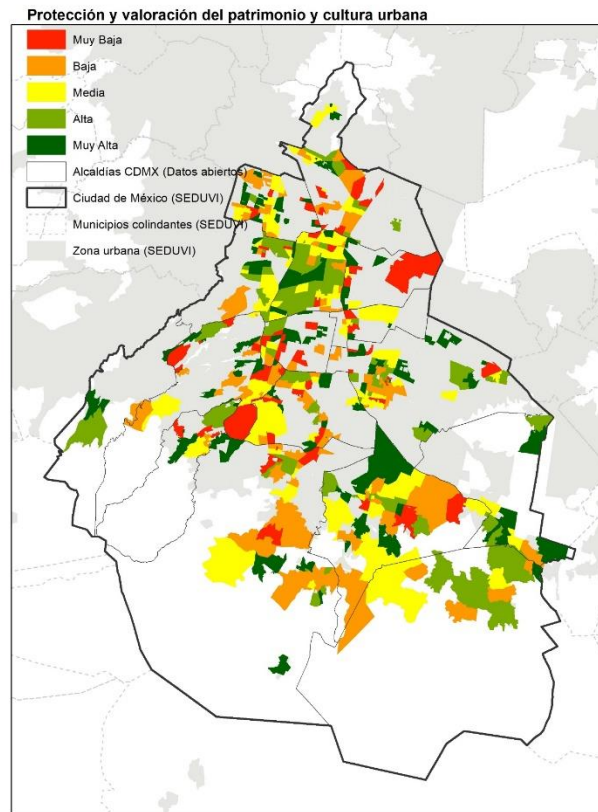 Protección y valoración del patrimonio y cultura urbana
Muy Baja
Baja
Media
Alta
Muy Alta
Alcaldías CDMX (Datos abiertos)
Ciudad de México (SEDUVI)
Municipios colindantes (SEDUVI)
Zona urbana (SEDUVI)